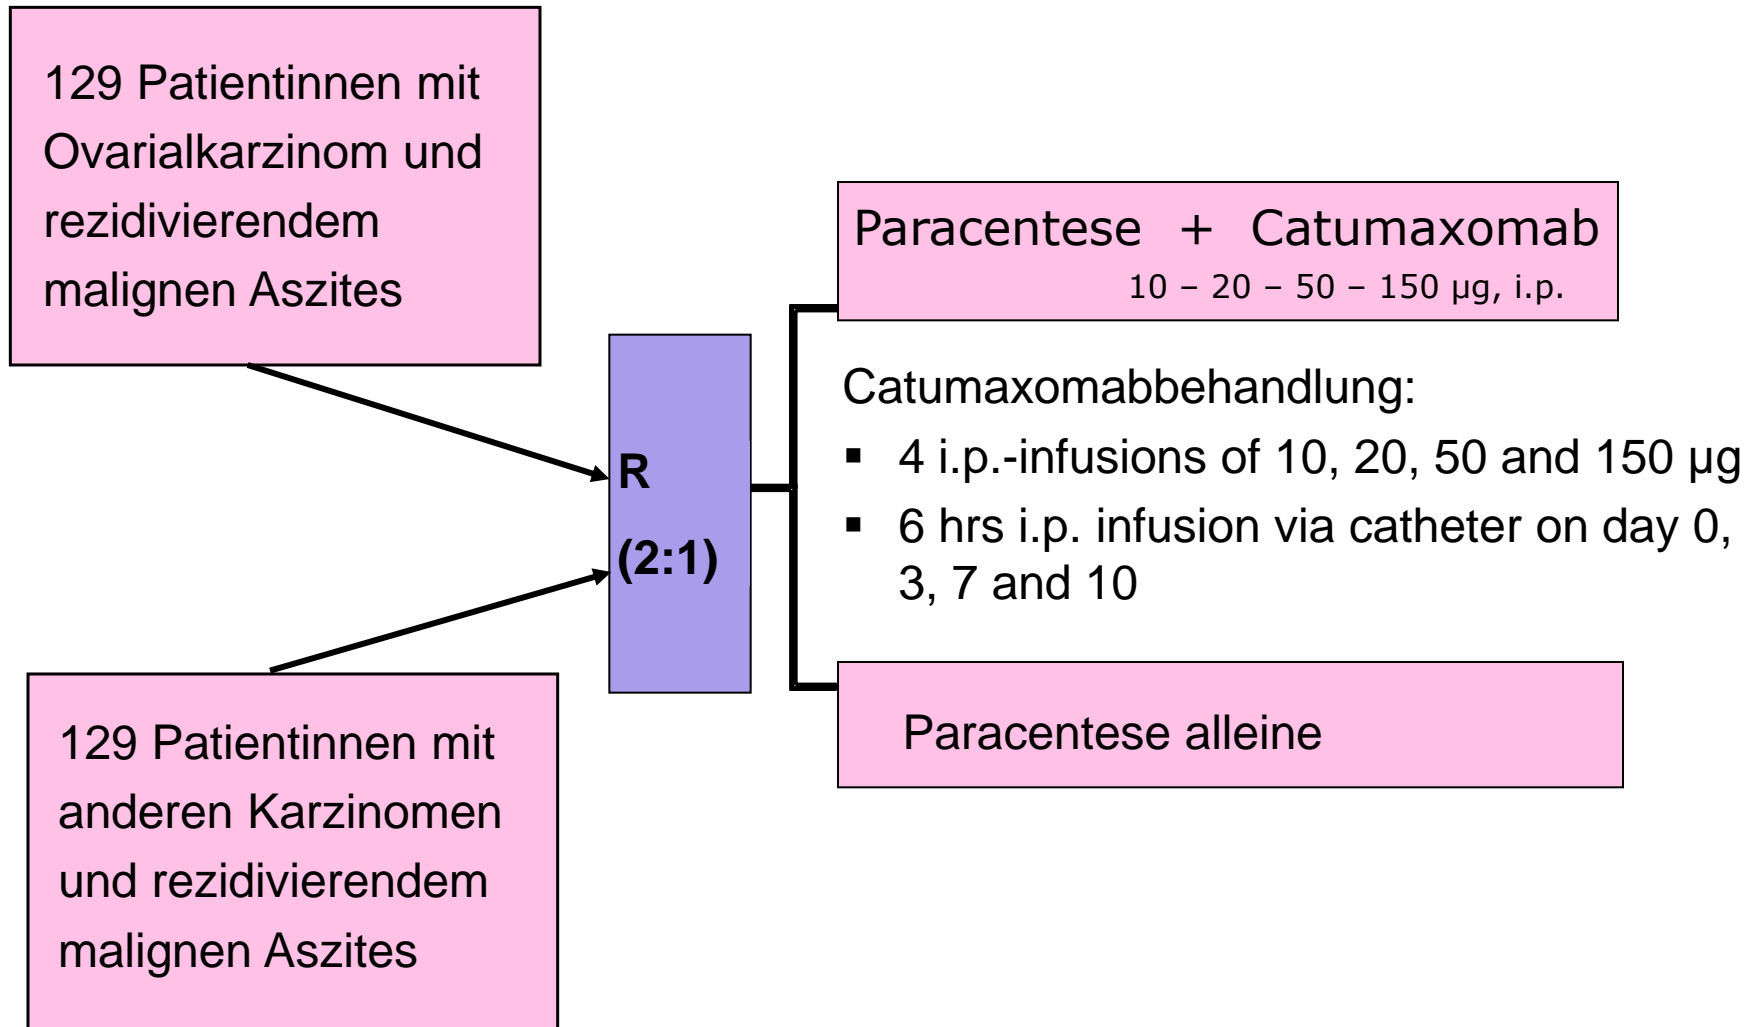 129 Patientinnen mit
Ovarialkarzinom und
rezidivierendem
malignen Aszites
Paracentese + Catumaxomab
10 – 20 – 50 – 150 µg, i.p.
R
(2:1)
Catumaxomabbehandlung:
▪ 4 i.p.-infusions of 10, 20, 50 and 150 µg
▪ 6 hrs i.p. infusion via catheter on day 0,
3, 7 and 10
Paracentese alleine
129 Patientinnen mit
anderen Karzinomen
und rezidivierendem
malignen Aszites